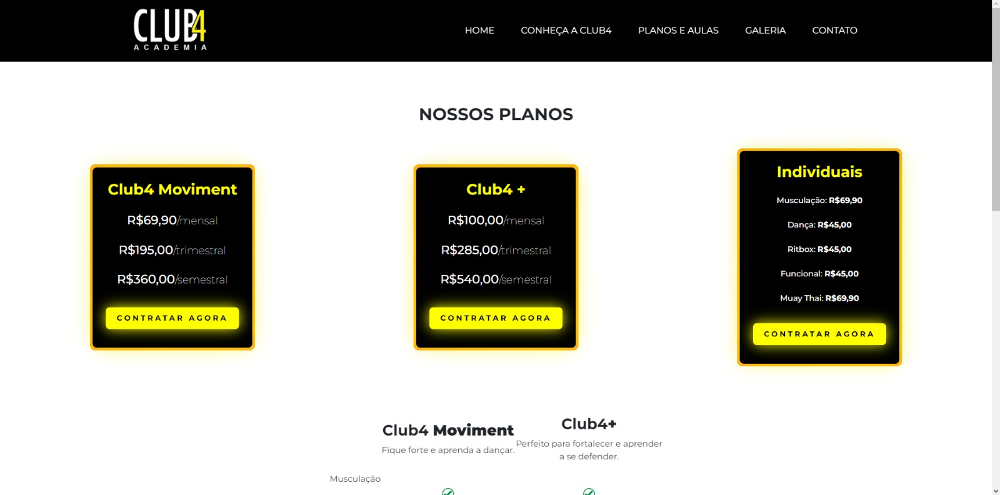 CLUB4
ACADEMIA
HOME
CONHEÇA A CLUB4
PLANOS E AULAS
GALERIA
CONTATO
NOSSOS PLANOS
Club4 Moviment
R$69,90/mensal
R$195,00/trimestral
R$360,00/semestral
CONTRATAR AGORA
Club4 +
R$100,00/mensal
R$285,00/trimestral
R$540,00/semestral
CONTRATAR AGORA
Individuais
Musculação: R$69,90
Dança: R$45,00
Ritbox: R$45,00
Funcional: R$45,00
Muay Thai: R$69,90
CONTRATAR AGORA
Club4 Moviment
Fique forte e aprenda a dançar.
Club4+
Perfeito para fortalecer e aprender
a se defender.
Musculação